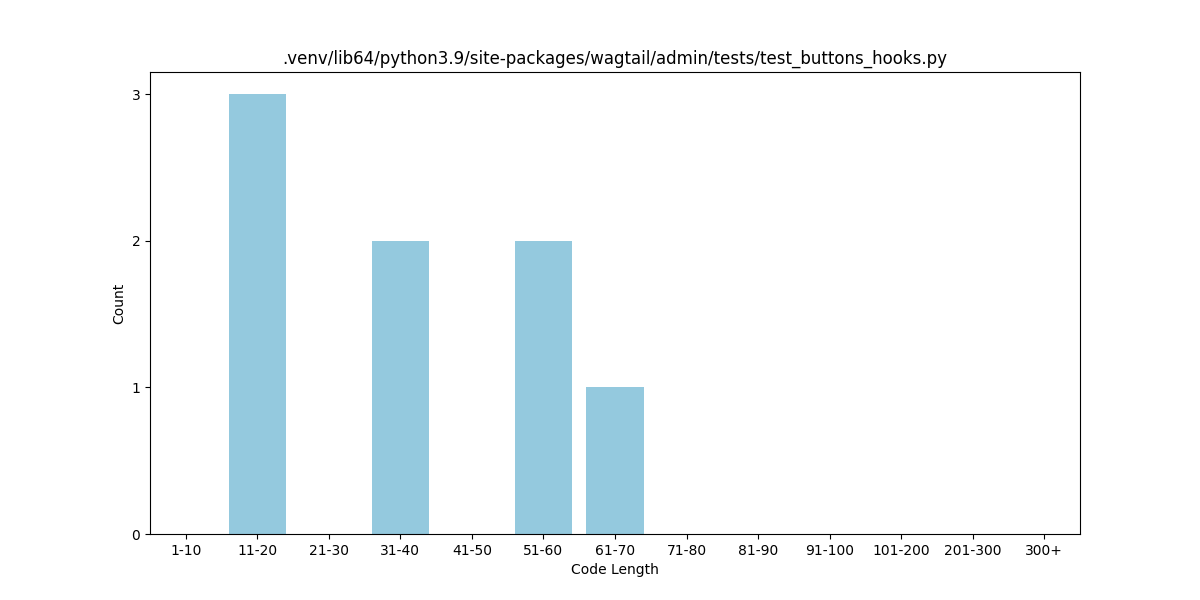 .venv/lib64/python3.9/site-packages/wagtail/admin/tests/test_buttons_hooks.py
3
2
1
0
Count
1-10 11-20 21-30 31-40 41-50 51-60 61-70 71-80 81-90 91-100 101-200 201-300 300+
Code Length